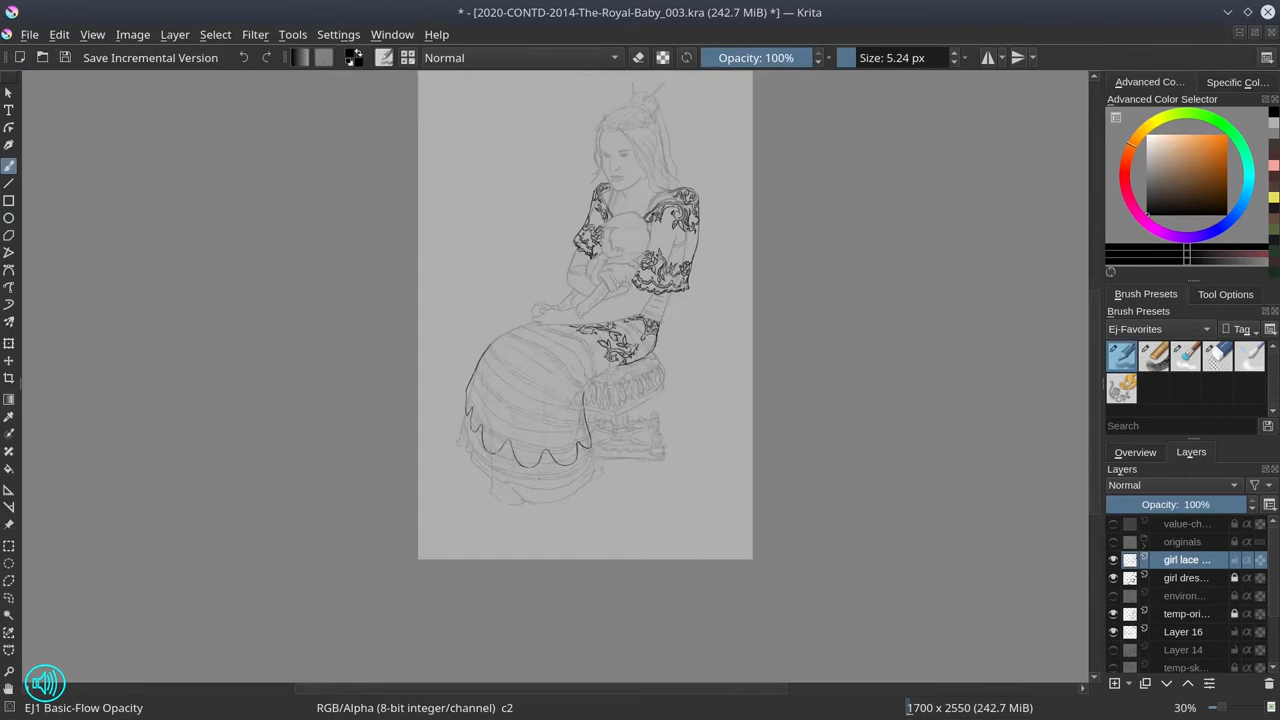 * - [2020-CONTD-2014-The-Royal-Baby_003.kra (242.7 MiB) *] — Krita
File Edit View Image Layer Select Filter Tools Settings Window Help
Save Incremental Version Normal Opacity: 100% Size: 5.24 px
Advanced Co... Specific Col...
Advanced Color Selector
Brush Presets Tool Options
Brush Presets
Ej-Favorites Tag
Search
Overview Layers
Layers
Normal
Opacity: 100%
value-ch...
originals
girl lace ...
girl dres...
environ...
temp-ori...
Layer 16
Layer 14
temp-sk...
EJ1 Basic-Flow Opacity RGB/Alpha (8-bit integer/channel) c2 1700 x 2550 (242.7 MiB) 30%